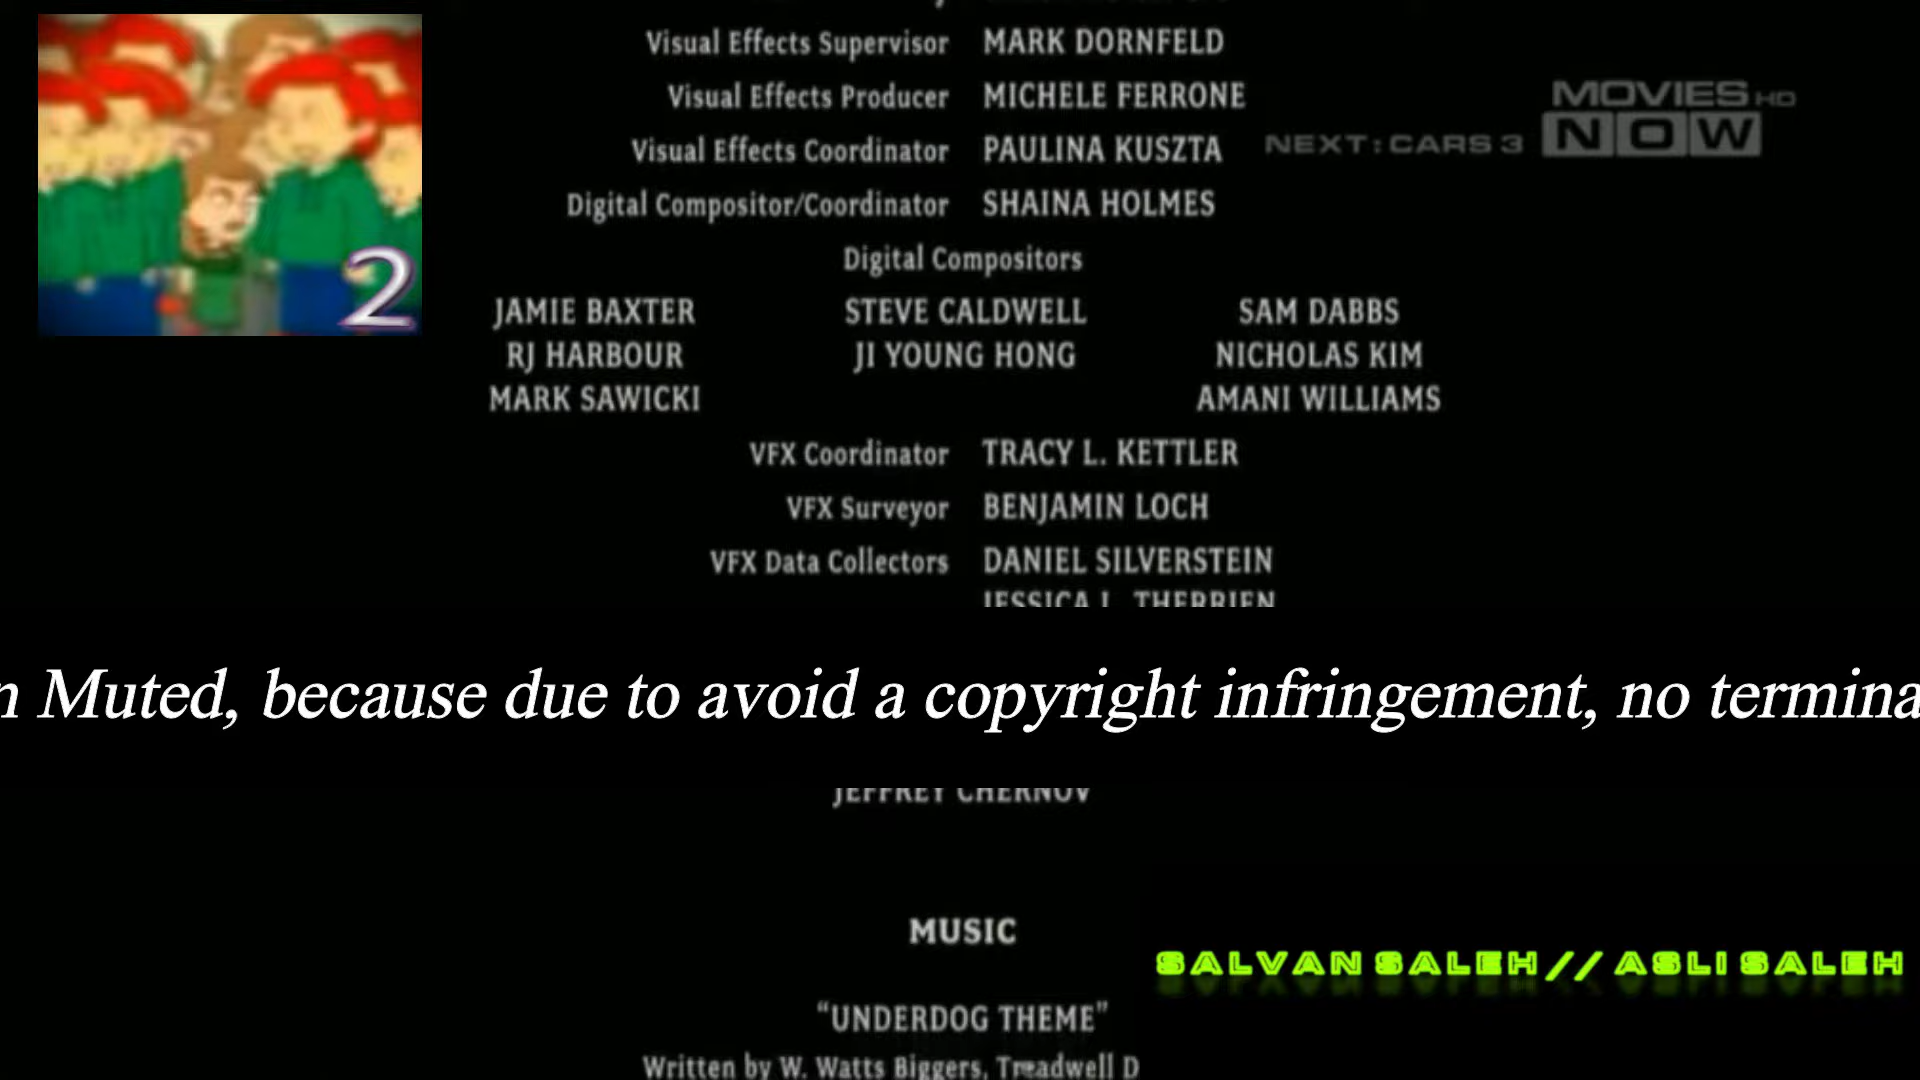 Visual Effects Supervisor MARK DORNFELD
Visual Effects Producer MICHELE FERRONE
MOVIES HD
NOW
NEXT: CARS 3
Visual Effects Coordinator PAULINA KUSZTA
Digital Compositor/Coordinator SHAINA HOLMES
2
Digital Compositors
JAMIE BAXTER STEVE CALDWELL SAM DABBS
RJ HARBOUR JI YOUNG HONG NICHOLAS KIM
MARK SAWICKI AMANI WILLIAMS
VFX Coordinator TRACY L. KETTLER
VFX Surveyor BENJAMIN LOCH
VFX Data Collectors DANIEL SILVERSTEIN
JESSICA L. THERRIEN
n Muted, because due to avoid a copyright infringement, no termina
JEFFREY CHERNOV
MUSIC
SALVAN SALEH // ASLI SALEH
“UNDERDOG THEME”
Written by W. Watts Biggers, Treadwell D